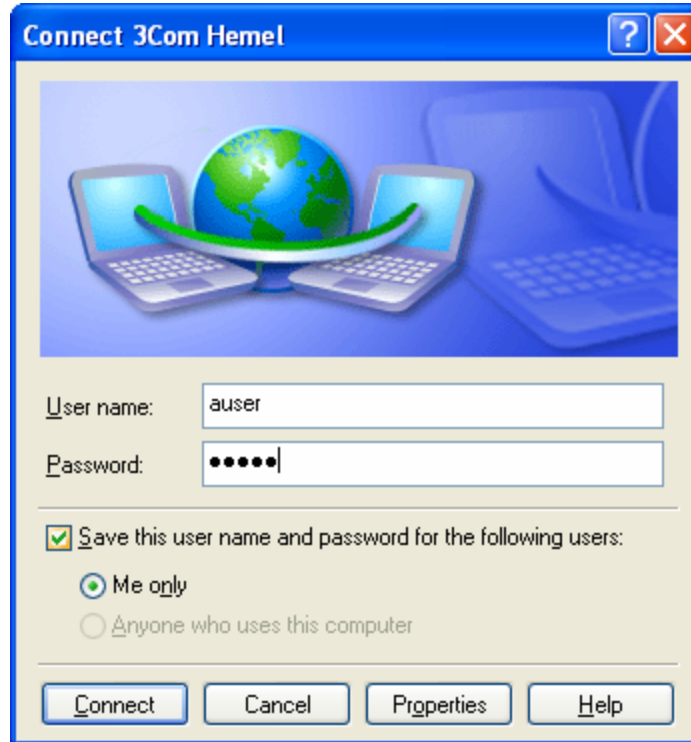 Connect 3Com Hemel
User name: auser
Password: •••••
Save this user name and password for the following users:
Me only
Anyone who uses this computer
Connect Cancel Properties Help